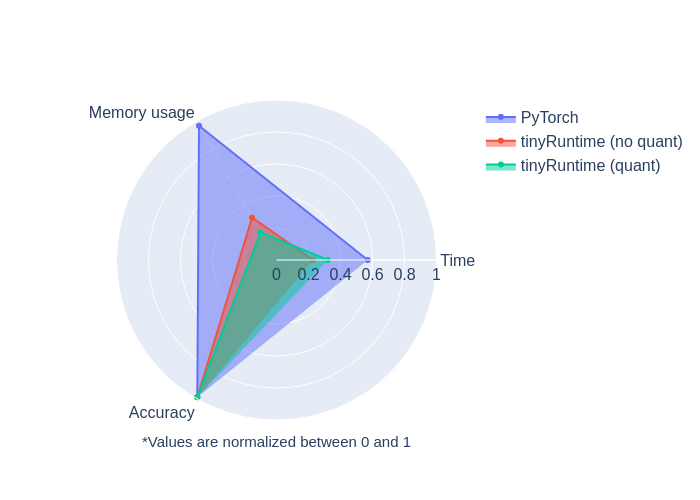 Memory usage
PyTorch
tinyRuntime (no quant)
tinyRuntime (quant)
Time
0 0.2 0.4 0.6 0.8 1
Accuracy
*Values are normalized between 0 and 1